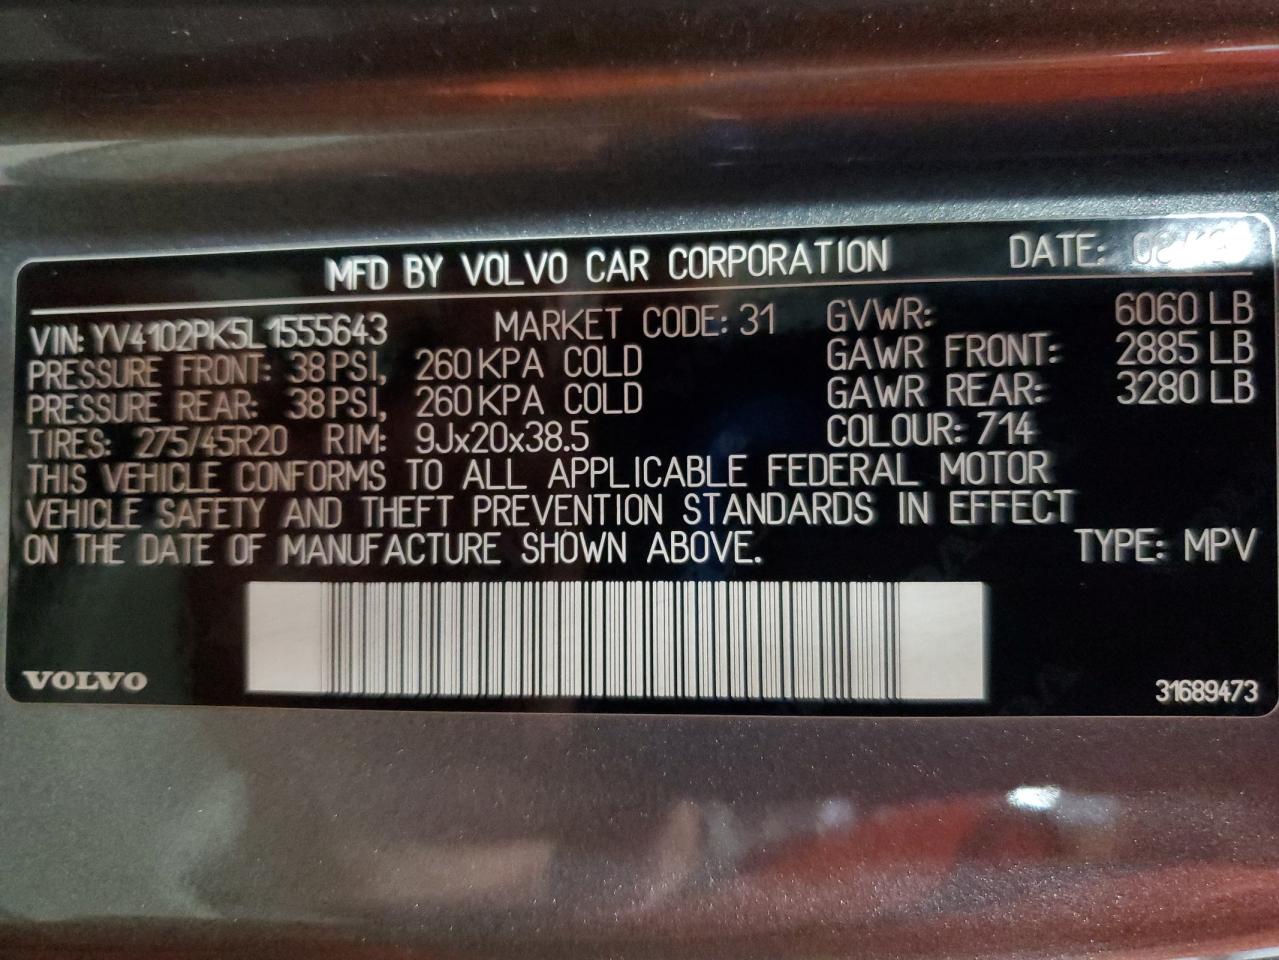 MFD BY VOLVO CAR CORPORATION DATE:
VIN: YV4102PK5L1555643 MARKET CODE: 31 GVWR: 6060 LB
PRESSURE FRONT: 38 PSI, 260 KPA COLD GAWR FRONT: 2885 LB
PRESSURE REAR: 38 PSI, 260 KPA COLD GAWR REAR: 3280 LB
TIRES: 275/45R20 RIM: 9Jx20x38.5 COLOUR: 714
THIS VEHICLE CONFORMS TO ALL APPLICABLE FEDERAL MOTOR
VEHICLE SAFETY AND THEFT PREVENTION STANDARDS IN EFFECT
ON THE DATE OF MANUFACTURE SHOWN ABOVE. TYPE: MPV
VOLVO 31689473